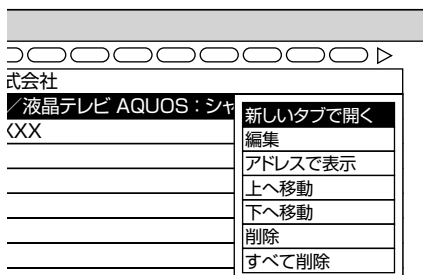 式会社
／液晶テレビ AQUOS：シャ
XXX
新しいタブで開く
編集
アドレスで表示
上へ移動
下へ移動
削除
すべて削除